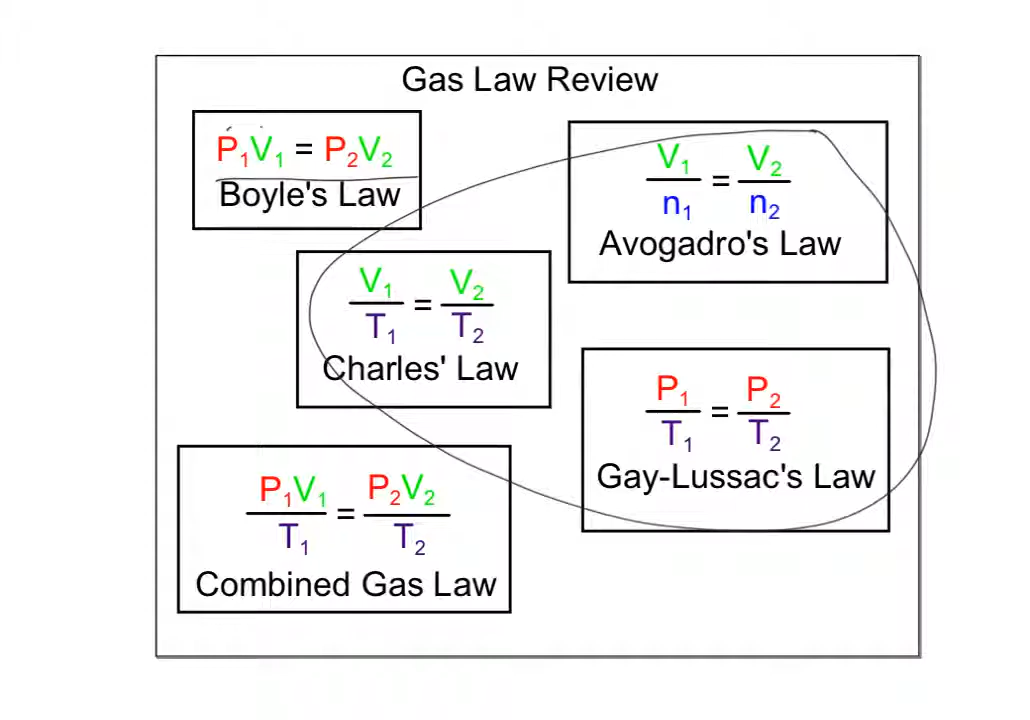 Gas Law Review
P₁V₁ = P₂V₂
Boyle's Law
V₁/n₁ = V₂/n₂
Avogadro's Law
V₁/T₁ = V₂/T₂
Charles' Law
P₁/T₁ = P₂/T₂
Gay-Lussac's Law
P₁V₁/T₁ = P₂V₂/T₂
Combined Gas Law